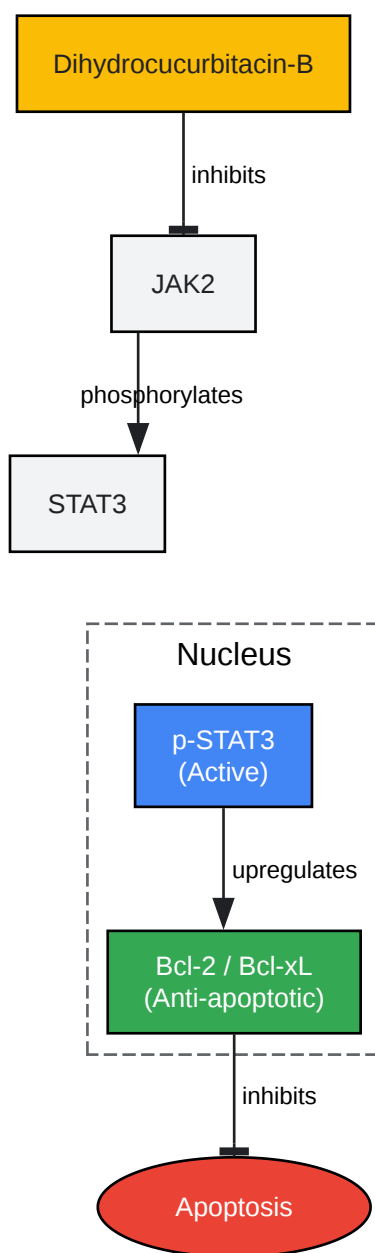 Dihydrocucurbitacin-B
inhibits
JAK2
phosphorylates
STAT3
Nucleus
p-STAT3
(Active)
upregulates
Bcl-2 / Bcl-xL
(Anti-apoptotic)
inhibits
Apoptosis